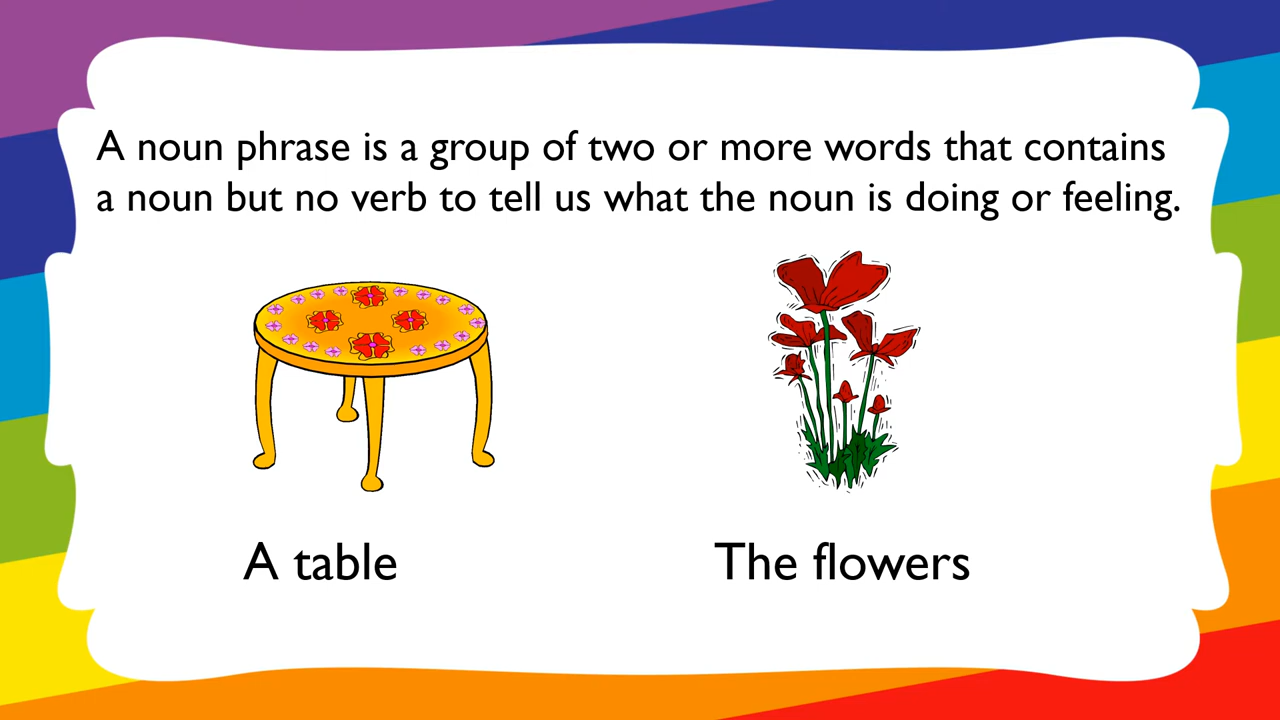 A noun phrase is a group of two or more words that contains
a noun but no verb to tell us what the noun is doing or feeling.
A table
The flowers